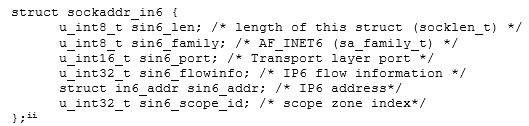 struct sockaddr_in6 {
u_int8_t sin6_len; /* length of this struct (socklen_t) */
u_int8_t sin6_family; /* AF_INET6 (sa_family_t) */
u_int16_t sin6_port; /* Transport layer port */
u_int32_t sin6_flowinfo; /* IP6 flow information */
struct in6_addr sin6_addr; /* IP6 address*/
u_int32_t sin6_scope_id; /* scope zone index*/
};ii